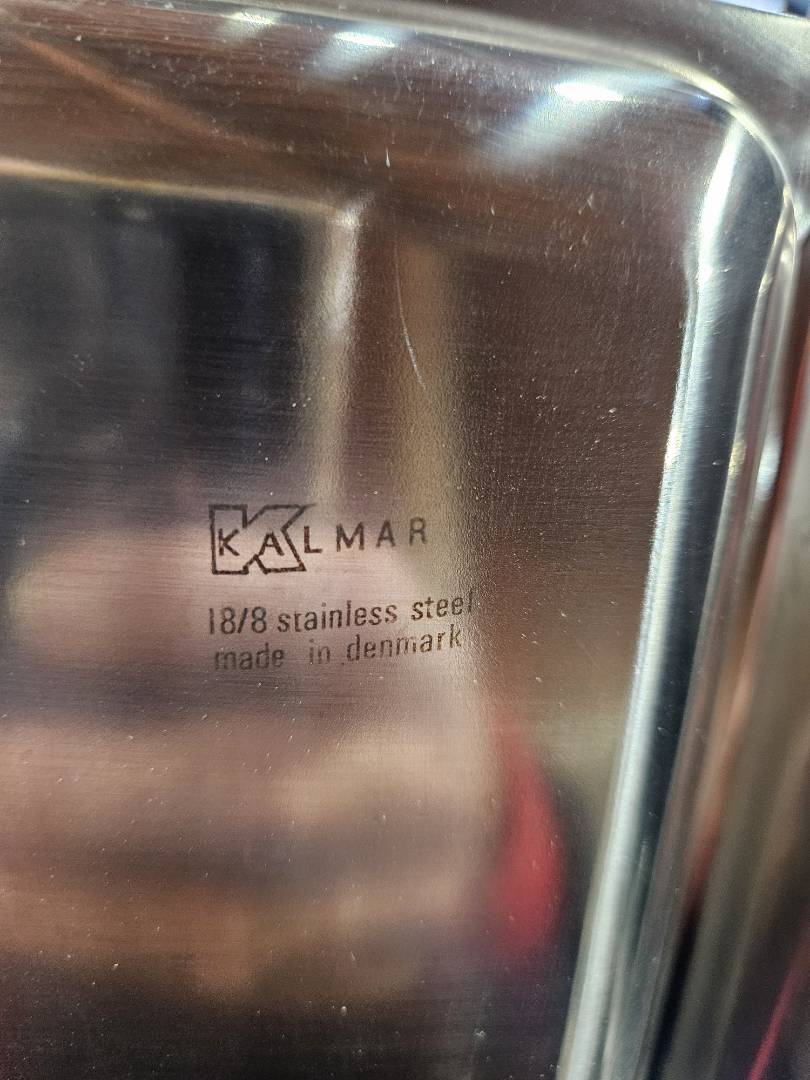 KALMAR
18/8 stainless steel
made in denmark